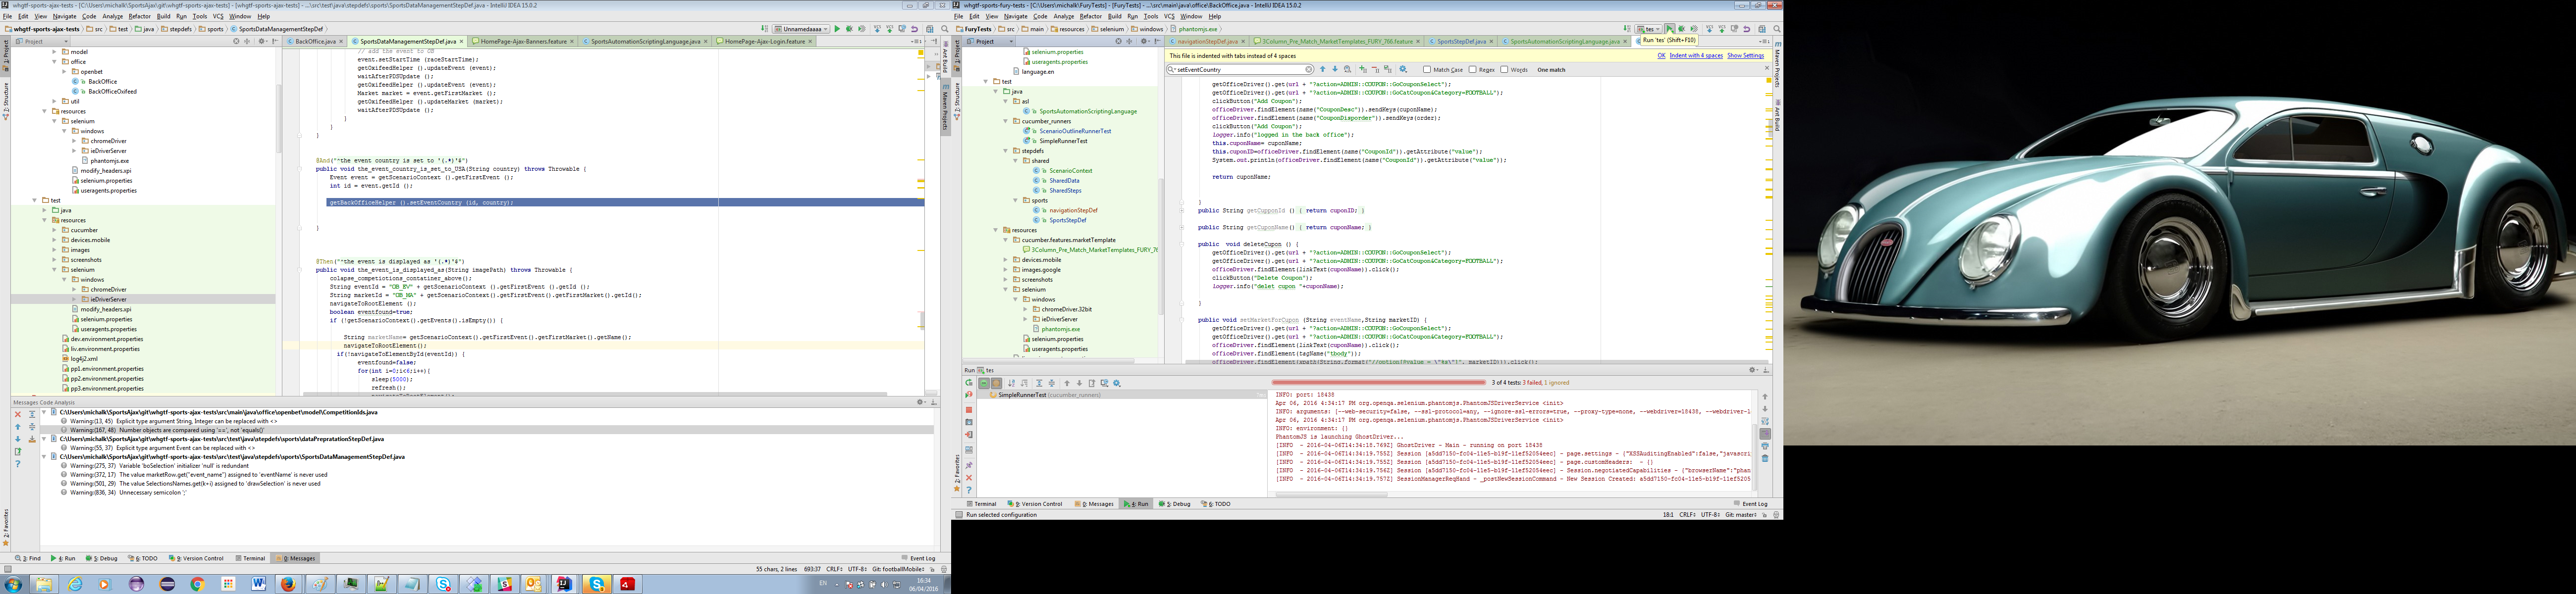 whgtf-sports-ajax-tests - [C:\Users\michalk\SportsAjax\git\whgtf-sports-ajax-tests] - [whgtf-sports-ajax-tests] - ...\src\test\java\stepdefs\sports\SportsDataManagementStepDef.java - IntelliJ IDEA 15.0.2
File Edit View Navigate Code Analyze Refactor Build Run Tools VCS Window Help
whgtf-sports-ajax-tests src test java stepdefs sports SportsDataManagementStepDef
Unnamedaaaa
Project
BackOffice.java SportsDataManagementStepDef.java HomePage-Ajax-Banners.feature SportsAutomationScriptingLanguage.java HomePage-Ajax-Login.feature
model
office
openbet
BackOffice
BackOfficeOxifeed
util
resources
selenium
windows
chromeDriver
ieDriverServer
phantomjs.exe
modify_headers.xpi
selenium.properties
useragents.properties
test
java
resources
cucumber
devices.mobile
images
screenshots
selenium
windows
chromeDriver
ieDriverServer
modify_headers.xpi
selenium.properties
useragents.properties
dev.environment.properties
liv.environment.properties
log4j2.xml
pp1.environment.properties
pp2.environment.properties
pp3.environment.properties
// add the event to OB
event.setStartTime (raceStartTime);
getOxifeedHelper ().updateEvent (event);
waitAfterPDSUpdate ();
getOxifeedHelper ().updateEvent (event);
Market market = event.getFirstMarket ();
getOxifeedHelper ().updateMarket (market);
waitAfterPDSUpdate ();
}
}
}
@And("^the event country is set to '(.*)'$")
public void the_event_country_is_set_to_USA(String country) throws Throwable {
Event event = getScenarioContext ().getFirstEvent ();
int id = event.getId ();
getBackOfficeHelper ().setEventCountry (id, country);
}
@Then("^the event is displayed as '(.*)'$")
public void the_event_is_displayed_as(String imagePath) throws Throwable {
colapse_competictions_container_above();
String eventId = "OB_EV" + getScenarioContext ().getFirstEvent ().getId ();
String marketId = "OB_MA" + getScenarioContext ().getFirstEvent().getFirstMarket().getId();
navigateToRootElement ();
boolean eventfound=true;
if (!getScenarioContext().getEvents().isEmpty()) {
String marketName= getScenarioContext().getFirstEvent().getFirstMarket().getName();
navigateToRootElement();
if(!navigateToElementById(eventId)) {
eventfound=false;
for(int i=0;i<6;i++){
sleep(5000);
refresh();
Messages Code Analysis
C:\Users\michalk\SportsAjax\git\whgtf-sports-ajax-tests\src\main\java\office\openbet\model\CompetitionIds.java
Warning:(13, 45) Explicit type argument String, Integer can be replaced with <>
Warning:(167, 48) Number objects are compared using '==', not 'equals()'
C:\Users\michalk\SportsAjax\git\whgtf-sports-ajax-tests\src\test\java\stepdefs\sports\dataPrepratationStepDef.java
Warning:(55, 37) Explicit type argument Event can be replaced with <>
C:\Users\michalk\SportsAjax\git\whgtf-sports-ajax-tests\src\test\java\stepdefs\sports\SportsDataManagementStepDef.java
Warning:(275, 37) Variable 'boSelection' initializer 'null' is redundant
Warning:(372, 17) The value marketRow.get("event_name") assigned to 'eventName' is never used
Warning:(501, 29) The value SelectionsNames.get(k+i) assigned to 'drawSelection' is never used
Warning:(836, 34) Unnecessary semicolon ';'
3: Find 4: Run 5: Debug 6: TODO 9: Version Control Terminal 0: Messages Event Log
55 chars, 2 lines 693:37 CRLF UTF-8 Git: footballMobile
EN 16:34
06/04/2016
whgtf-sports-fury-tests - [C:\Users\michalk\FuryTests] - [FuryTests] - ...\src\main\java\office\BackOffice.java - IntelliJ IDEA 15.0.2
File Edit View Navigate Code Analyze Refactor Build Run Tools VCS Window Help
furyTests src main resources selenium windows phantomjs.exe
tes
Run 'tes' (Shift+F10)
Project
navigationStepDef.java 3Column_Pre_Match_MarketTemplates_FURY_766.feature SportsStepDef.java SportsAutomationScriptingLanguage.java
This file is indented with tabs instead of 4 spaces OK Indent with 4 spaces Show Settings
setEventCountry Match Case Regex Words One match
selenium.properties
useragents.properties
language.en
test
java
asl
SportsAutomationScriptingLanguage
cucumber_runners
ScenarioOutlineRunnerTest
SimpleRunnerTest
stepdefs
shared
ScenarioContext
SharedData
SharedSteps
sports
navigationStepDef
SportsStepDef
resources
cucumber.features.marketTemplate
3Column_Pre_Match_MarketTemplates_FURY_76
devices.mobile
images.google
screenshots
selenium
windows
chromeDriver.32bit
ieDriverServer
phantomjs.exe
selenium.properties
useragents.properties
getOfficeDriver().get(url + "?action=ADMIN::COUPON::GoCouponSelect");
getOfficeDriver().get(url + "?action=ADMIN::COUPON::GoCatCoupon&Category=FOOTBALL");
clickButton("Add Coupon");
officeDriver.findElement(name("CouponDesc")).sendKeys(cuponName);
officeDriver.findElement(name("CouponDisporder")).sendKeys(order);
clickButton("Add Coupon");
logger.info("logged in the back office");
this.cuponName= cuponName;
this.cuponID=officeDriver.findElement(name("CouponId")).getAttribute("value");
System.out.println(officeDriver.findElement(name("CouponId")).getAttribute("value"));
return cuponName;
}
public String getCupponId () { return cuponID; }
public String getCuponName() { return cuponName; }
public void deleteCupon () {
getOfficeDriver().get(url + "?action=ADMIN::COUPON::GoCouponSelect");
getOfficeDriver().get(url + "?action=ADMIN::COUPON::GoCatCoupon&Category=FOOTBALL");
officeDriver.findElement(linkText(cuponName)).click();
clickButton("Delete Coupon");
logger.info("delet cupon "+cuponName);
}
public void setMarketForCupon (String eventName,String marketID) {
getOfficeDriver().get(url + "?action=ADMIN::COUPON::GoCouponSelect");
getOfficeDriver().get(url + "?action=ADMIN::COUPON::GoCatCoupon&Category=FOOTBALL");
officeDriver.findElement(linkText(cuponName)).click();
officeDriver.findElement(tagName("tbody"));
Run tes
3 of 4 tests: 3 failed, 1 ignored
SimpleRunnerTest (cucumber_runners)
INFO: port: 18438
Apr 06, 2016 4:34:17 PM org.openqa.selenium.phantomjs.PhantomJSDriverService <init>
INFO: arguments: [--web-security=false, --ssl-protocol=any, --ignore-ssl-errors=true, --proxy-type=none, --webdriver=18438, --webdriver-l
Apr 06, 2016 4:34:17 PM org.openqa.selenium.phantomjs.PhantomJSDriverService <init>
INFO: environment: {}
PhantomJS is launching GhostDriver...
[INFO - 2016-04-06T14:34:18.769Z] GhostDriver - Main - running on port 18438
[INFO - 2016-04-06T14:34:19.755Z] Session [a5dd7150-fc04-11e5-b19f-11ef52054eec] - page.settings - {"XSSAuditingEnabled":false,"javascri
[INFO - 2016-04-06T14:34:19.755Z] Session [a5dd7150-fc04-11e5-b19f-11ef52054eec] - page.customHeaders: - {}
[INFO - 2016-04-06T14:34:19.756Z] Session [a5dd7150-fc04-11e5-b19f-11ef52054eec] - Session.negotiatedCapabilities - {"browserName":"phan
[INFO - 2016-04-06T14:34:19.757Z] SessionManagerReqHand - _postNewSessionCommand - New Session Created: a5dd7150-fc04-11e5-b19f-11ef5205
Terminal 9: Version Control 0: Messages 4: Run 5: Debug 6: TODO Event Log
Run selected configuration 18:1 CRLF UTF-8 Git: master